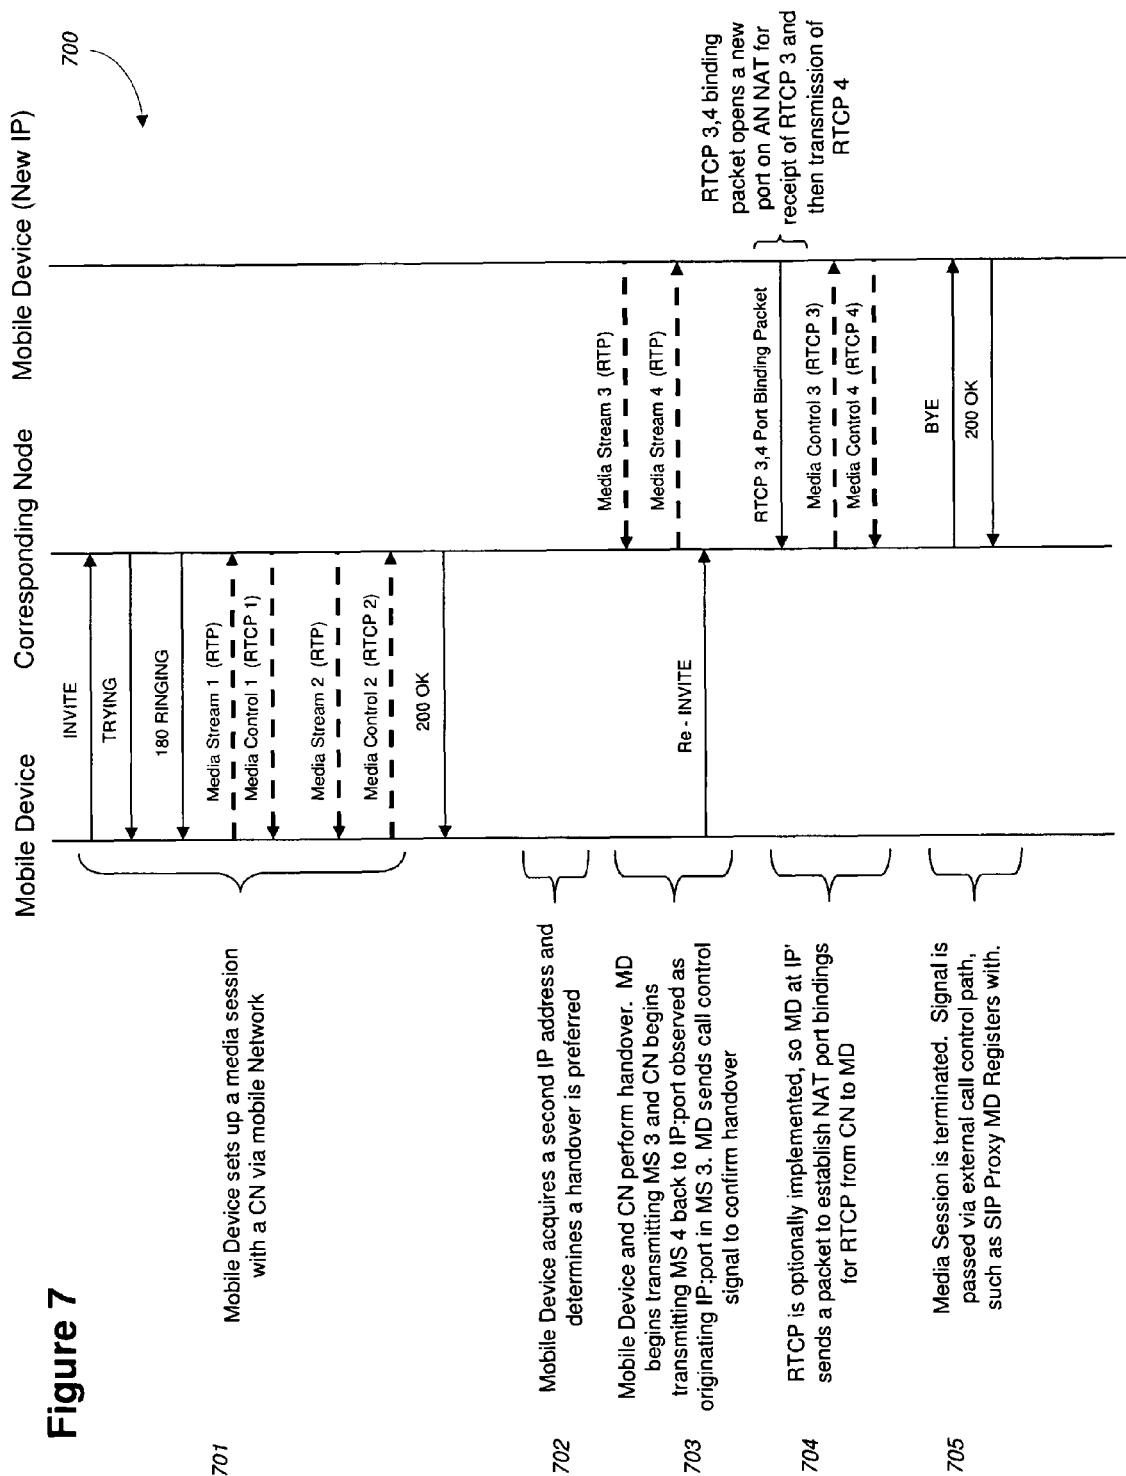 Figure 7
700
Mobile Device
Corresponding Node
Mobile Device (New IP)
701
Mobile Device sets up a media session
with a CN via mobile Network
INVITE
TRYING
180 RINGING
Media Stream 1 (RTP)
Media Control 1 (RTCP 1)
Media Stream 2 (RTP)
Media Control 2 (RTCP 2)
200 OK
702
Mobile Device acquires a second IP address and
determines a handover is preferred
703
Mobile Device and CN perform handover. MD
begins transmitting MS 3 and CN begins
transmitting MS 4 back to IP:port observed as
originating IP:port in MS 3. MD sends call control
signal to confirm handover
Media Stream 3 (RTP)
Media Stream 4 (RTP)
Re - INVITE
704
RTCP is optionally implemented, so MD at IP'
sends a packet to establish NAT port bindings
for RTCP from CN to MD
RTCP 3,4 Port Binding Packet
Media Control 3 (RTCP 3)
Media Control 4 (RTCP 4)
RTCP 3,4 binding
packet opens a new
port on AN NAT for
receipt of RTCP 3 and
then transmission of
RTCP 4
705
Media Session is terminated. Signal is
passed via external call control path,
such as SIP Proxy MD Registers with.
BYE
200 OK